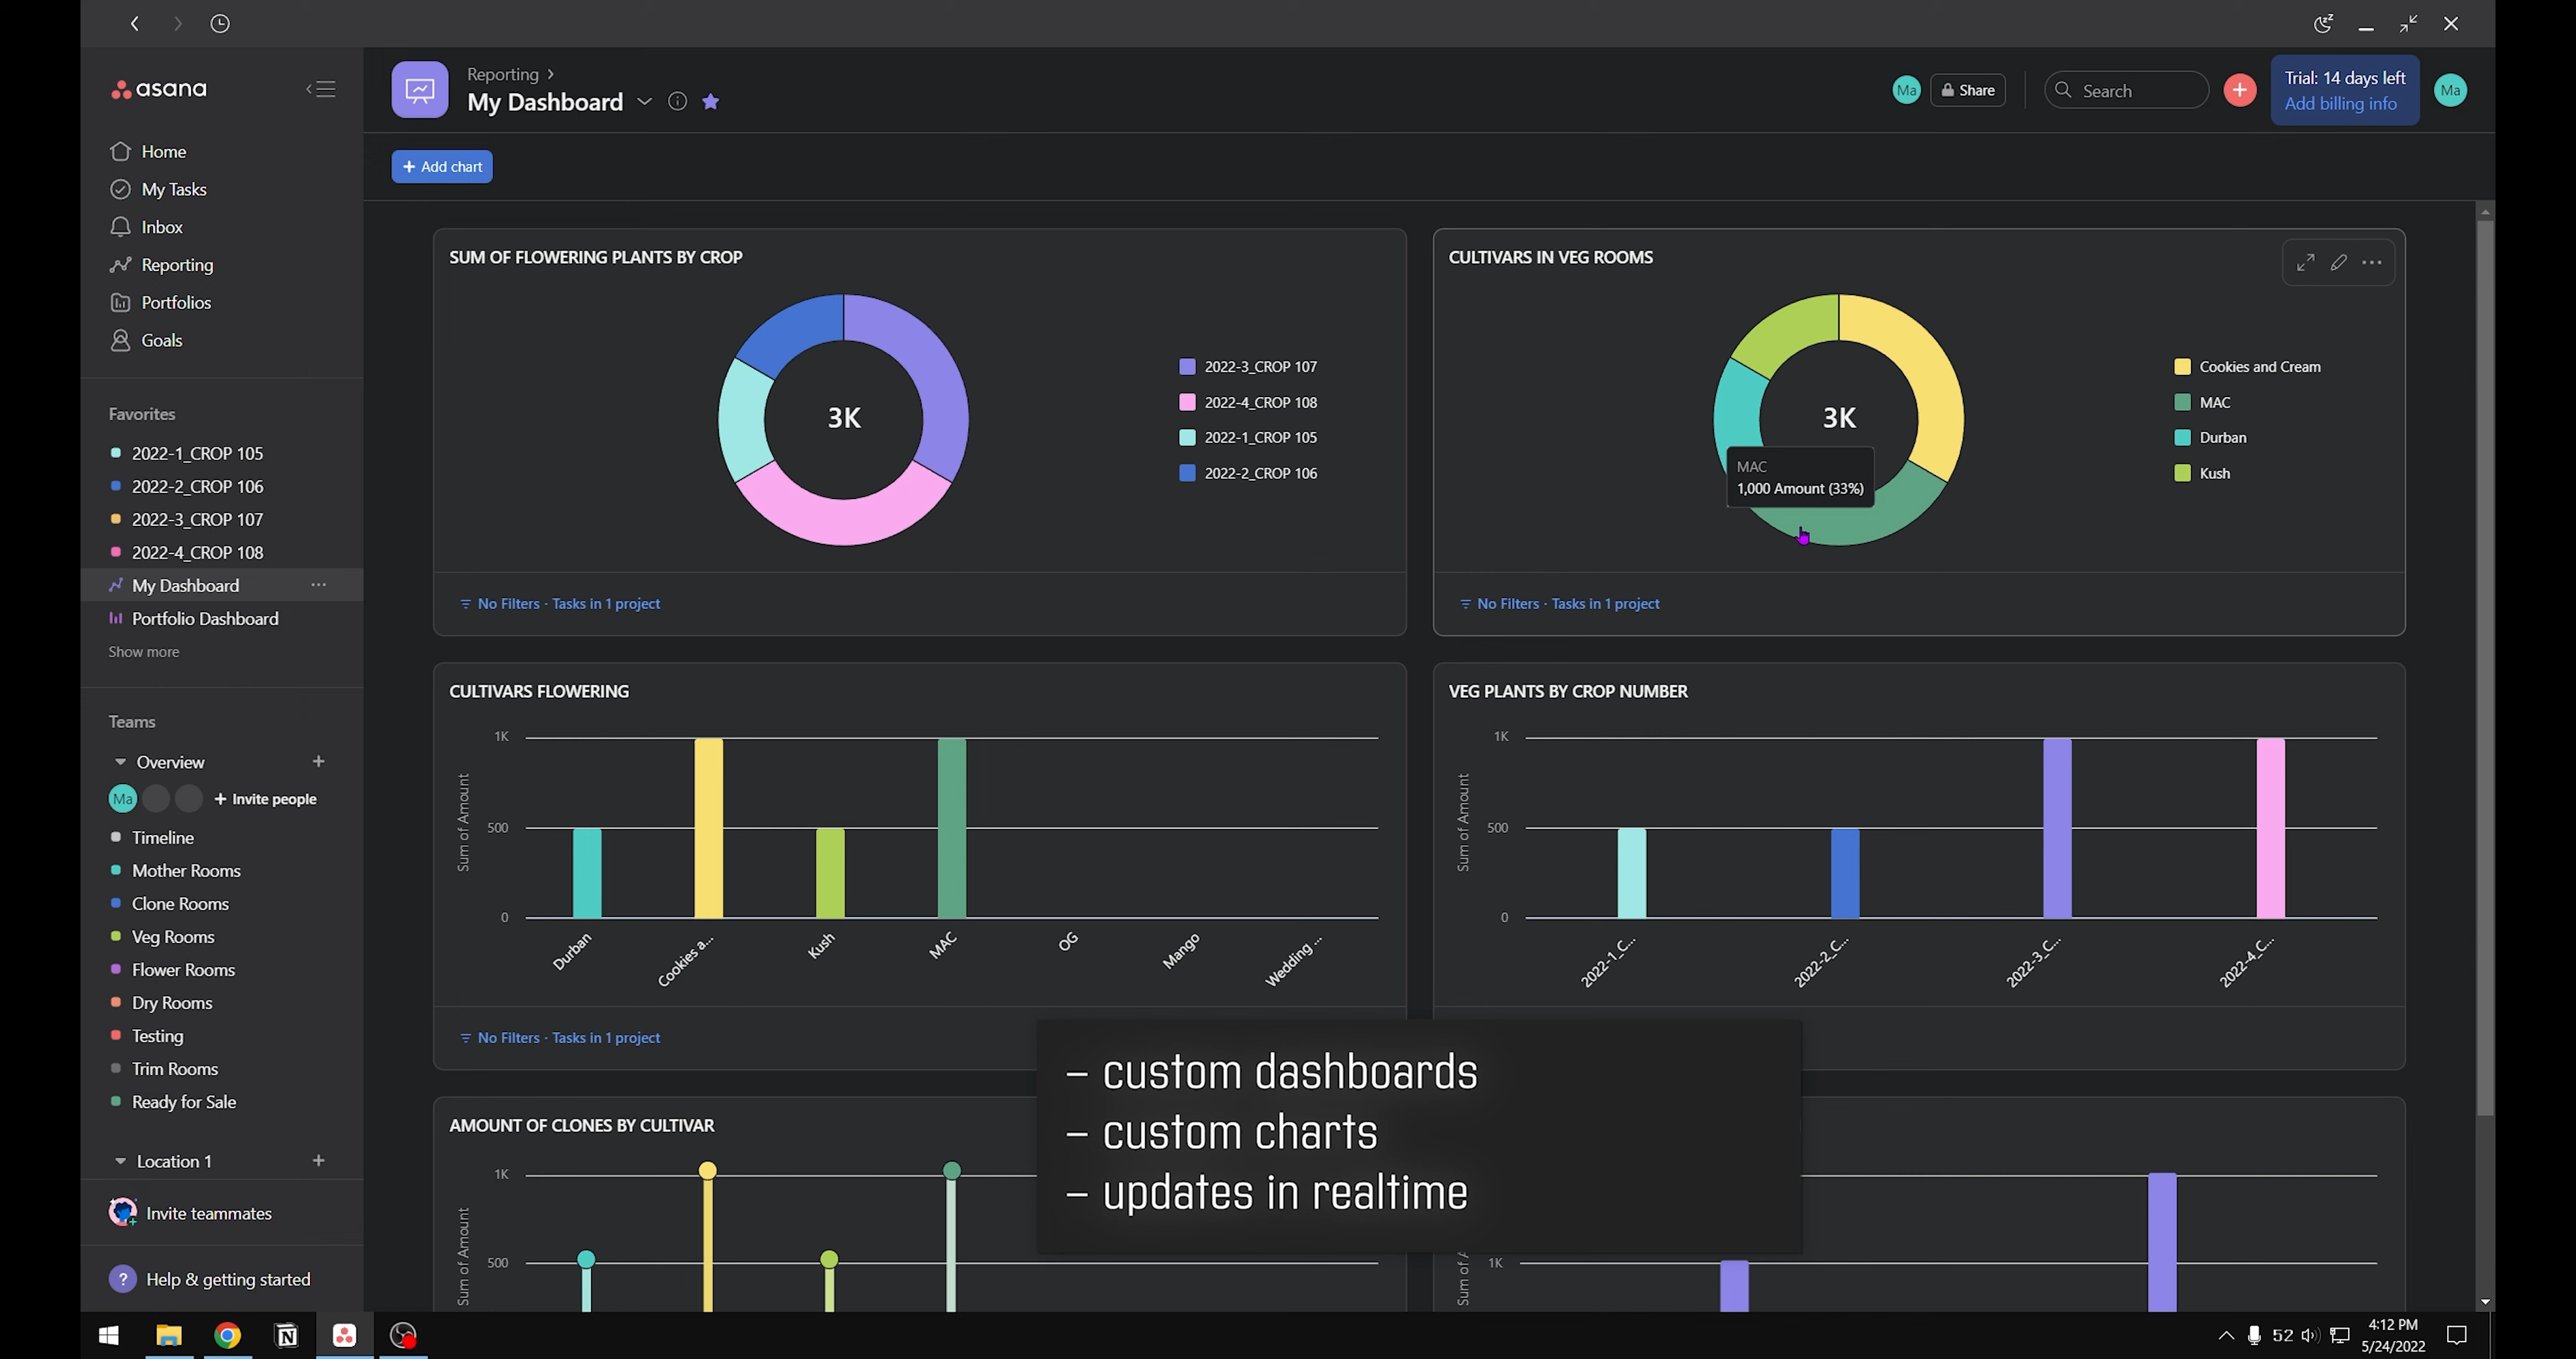 asana
Home
My Tasks
Inbox
Reporting
Portfolios
Goals
Favorites
2022-1_CROP 105
2022-2_CROP 106
2022-3_CROP 107
2022-4_CROP 108
My Dashboard
Portfolio Dashboard
Show more
Teams
Overview
Ma
Invite people
Timeline
Mother Rooms
Clone Rooms
Veg Rooms
Flower Rooms
Dry Rooms
Testing
Trim Rooms
Ready for Sale
Location 1
Invite teammates
? Help & getting started
Reporting
My Dashboard
Ma
Share
Search
Trial: 14 days left
Add billing info
Ma
+ Add chart
SUM OF FLOWERING PLANTS BY CROP
3K
2022-3_CROP 107
2022-4_CROP 108
2022-1_CROP 105
2022-2_CROP 106
No Filters · Tasks in 1 project
CULTIVARS IN VEG ROOMS
3K
MAC
1,000 Amount (33%)
Cookies and Cream
MAC
Durban
Kush
No Filters · Tasks in 1 project
CULTIVARS FLOWERING
Sum of Amount
1K
500
0
Durban
Cookies a...
Kush
MAC
OG
Mango
Wedding ...
No Filters · Tasks in 1 project
VEG PLANTS BY CROP NUMBER
Sum of Amount
1K
500
0
2022-1_C...
2022-2_C...
2022-3_C...
2022-4_C...
AMOUNT OF CLONES BY CULTIVAR
Sum of Amount
1K
500
Sum of
1K
– custom dashboards
– custom charts
– updates in realtime
N
52
4:12 PM
5/24/2022